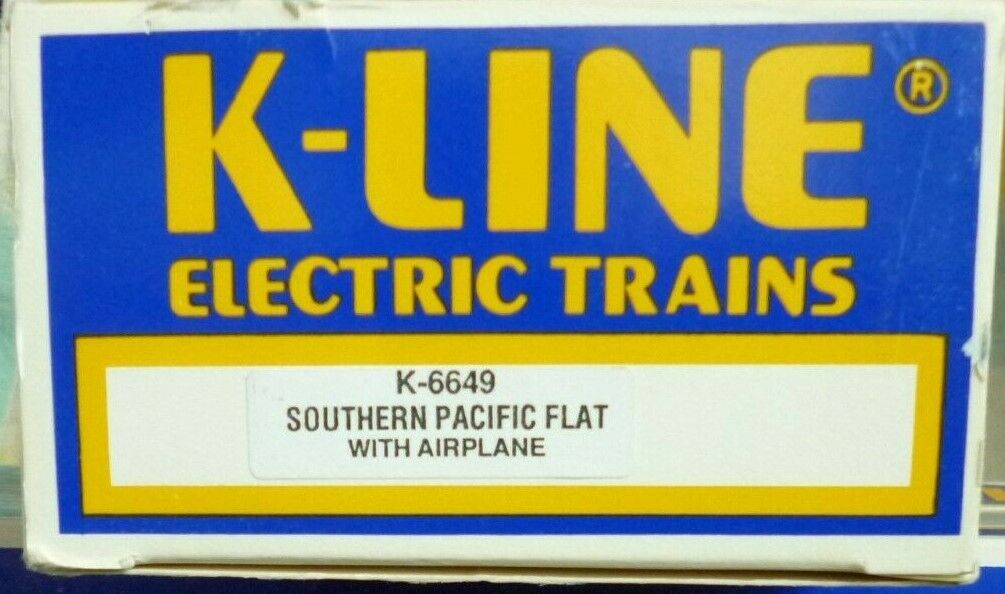 K-LINE®
ELECTRIC TRAINS
K-6649
SOUTHERN PACIFIC FLAT
WITH AIRPLANE